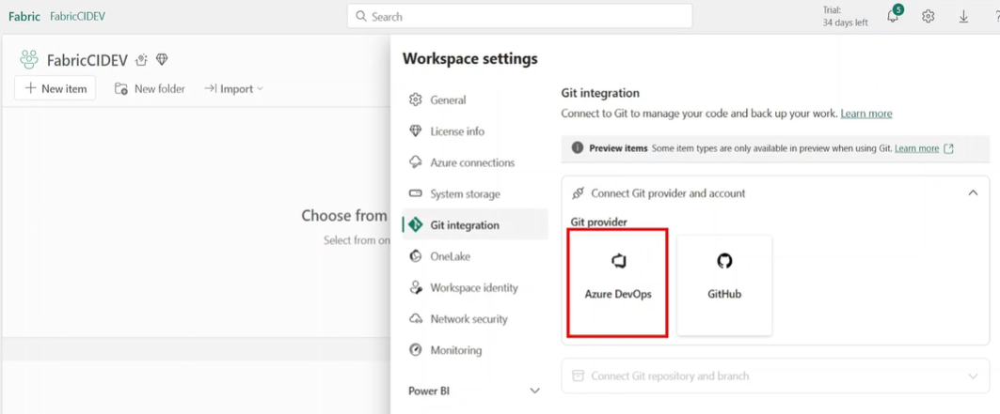 Fabric FabricCIDEV
Search
Trial:
34 days left
5
?
FabricCIDEV
New item
New folder
Import
Choose from
Select from on
Workspace settings
General
License info
Azure connections
System storage
Git integration
OneLake
Workspace identity
Network security
Monitoring
Power BI
Git integration
Connect to Git to manage your code and back up your work. Learn more
Preview items Some item types are only available in preview when using Git. Learn more
Connect Git provider and account
Git provider
Azure DevOps
GitHub
Connect Git repository and branch